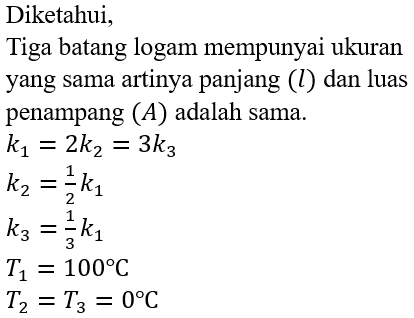 Diketahui,
Tiga batang logam mempunyai ukuran
yang sama artinya panjang (l) dan luas
penampang (A) adalah sama.
k₁ = 2k₂ = 3k₃
k₂ = ½k₁
k₃ = ⅓k₁
T₁ = 100°C
T₂ = T₃ = 0°C